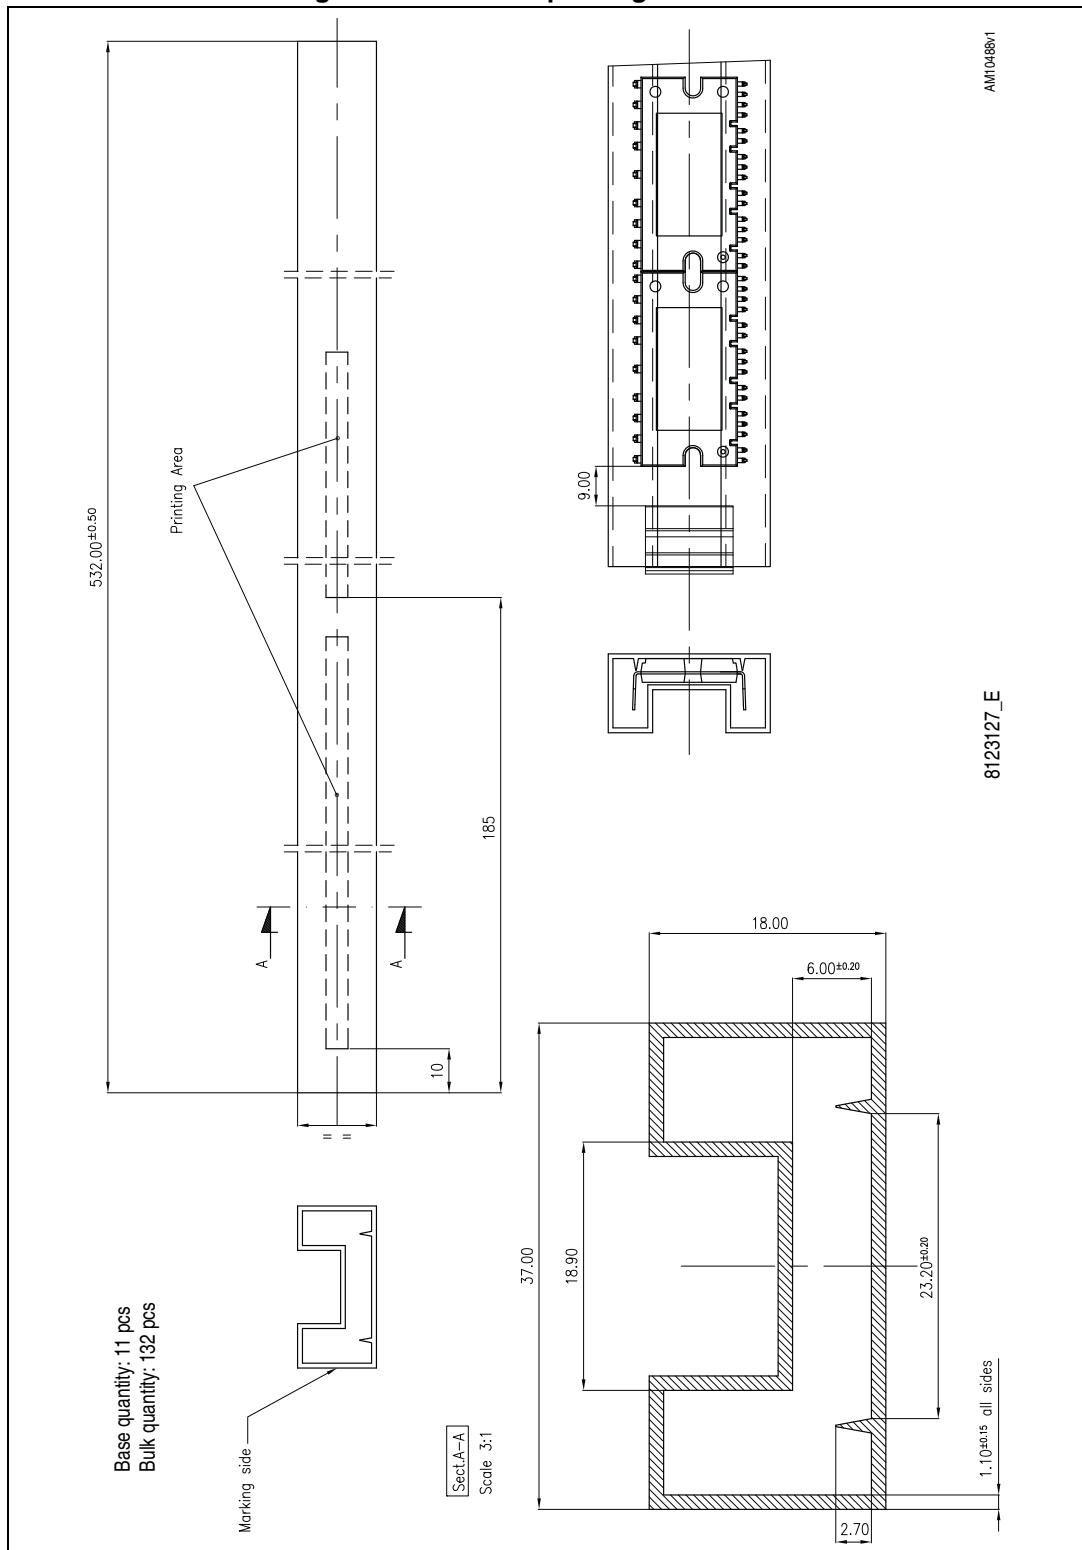 AM10488v1
532.00±0.50
Printing Area
9.00
185
8123127_E
A
A
10
= =
18.00
6.00±0.20
37.00
18.90
23.20±0.20
1.10±0.15 all sides
2.70
Base quantity: 11 pcs
Bulk quantity: 132 pcs
Marking side
Sect.A-A
Scale 3:1